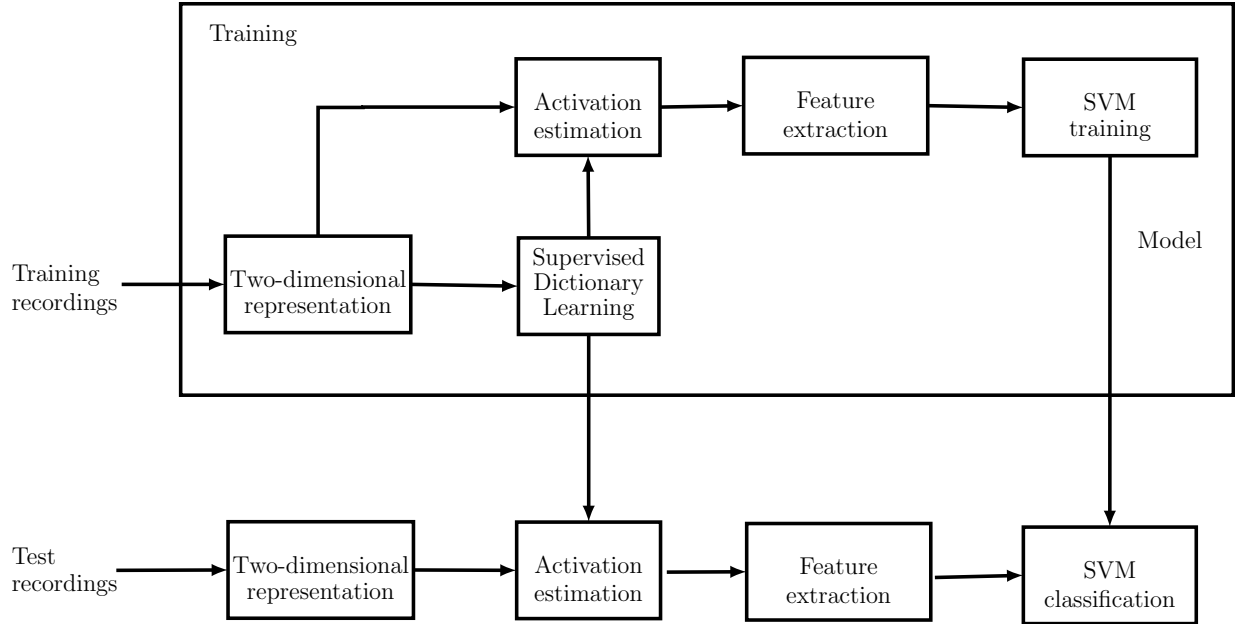 Training
Activation
estimation
Feature
extraction
SVM
training
Training
recordings
Two-dimensional
representation
Supervised
Dictionary
Learning
Model
Test
recordings
Two-dimensional
representation
Activation
estimation
Feature
extraction
SVM
classification